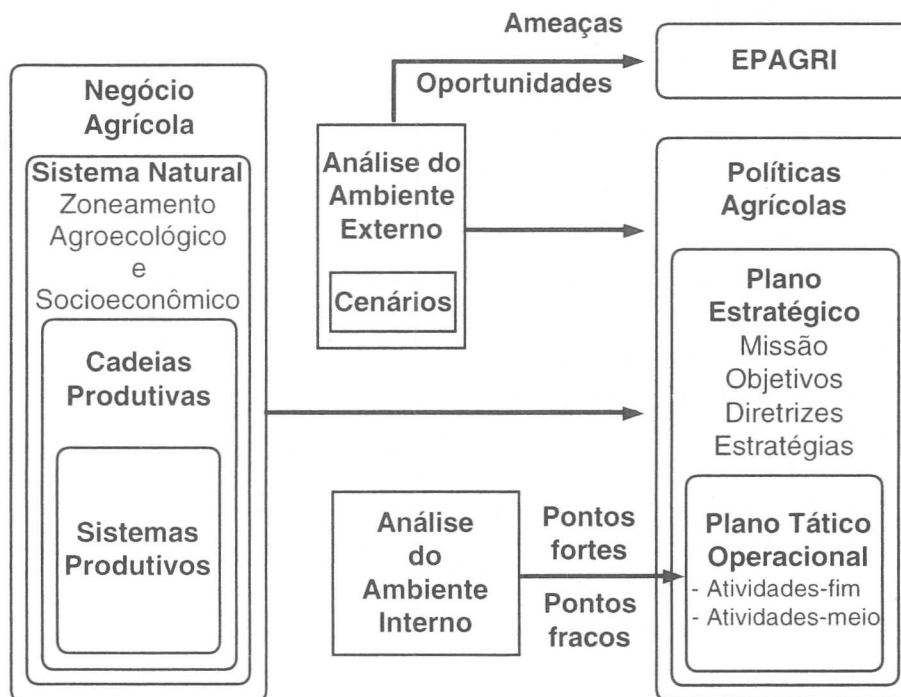 Negócio
Agrícola
Sistema Natural
Zoneamento
Agroecológico
e
Socioeconômico
Cadeias
Produtivas
Sistemas
Produtivos
Ameaças
Oportunidades
Análise do
Ambiente
Externo
Cenários
Análise
do
Ambiente
Interno
Pontos
fortes
Pontos
fracos
EPAGRI
Políticas
Agrícolas
Plano
Estratégico
Missão
Objetivos
Diretrizes
Estratégias
Plano Tático
Operacional
- Atividades-fim
- Atividades-meio